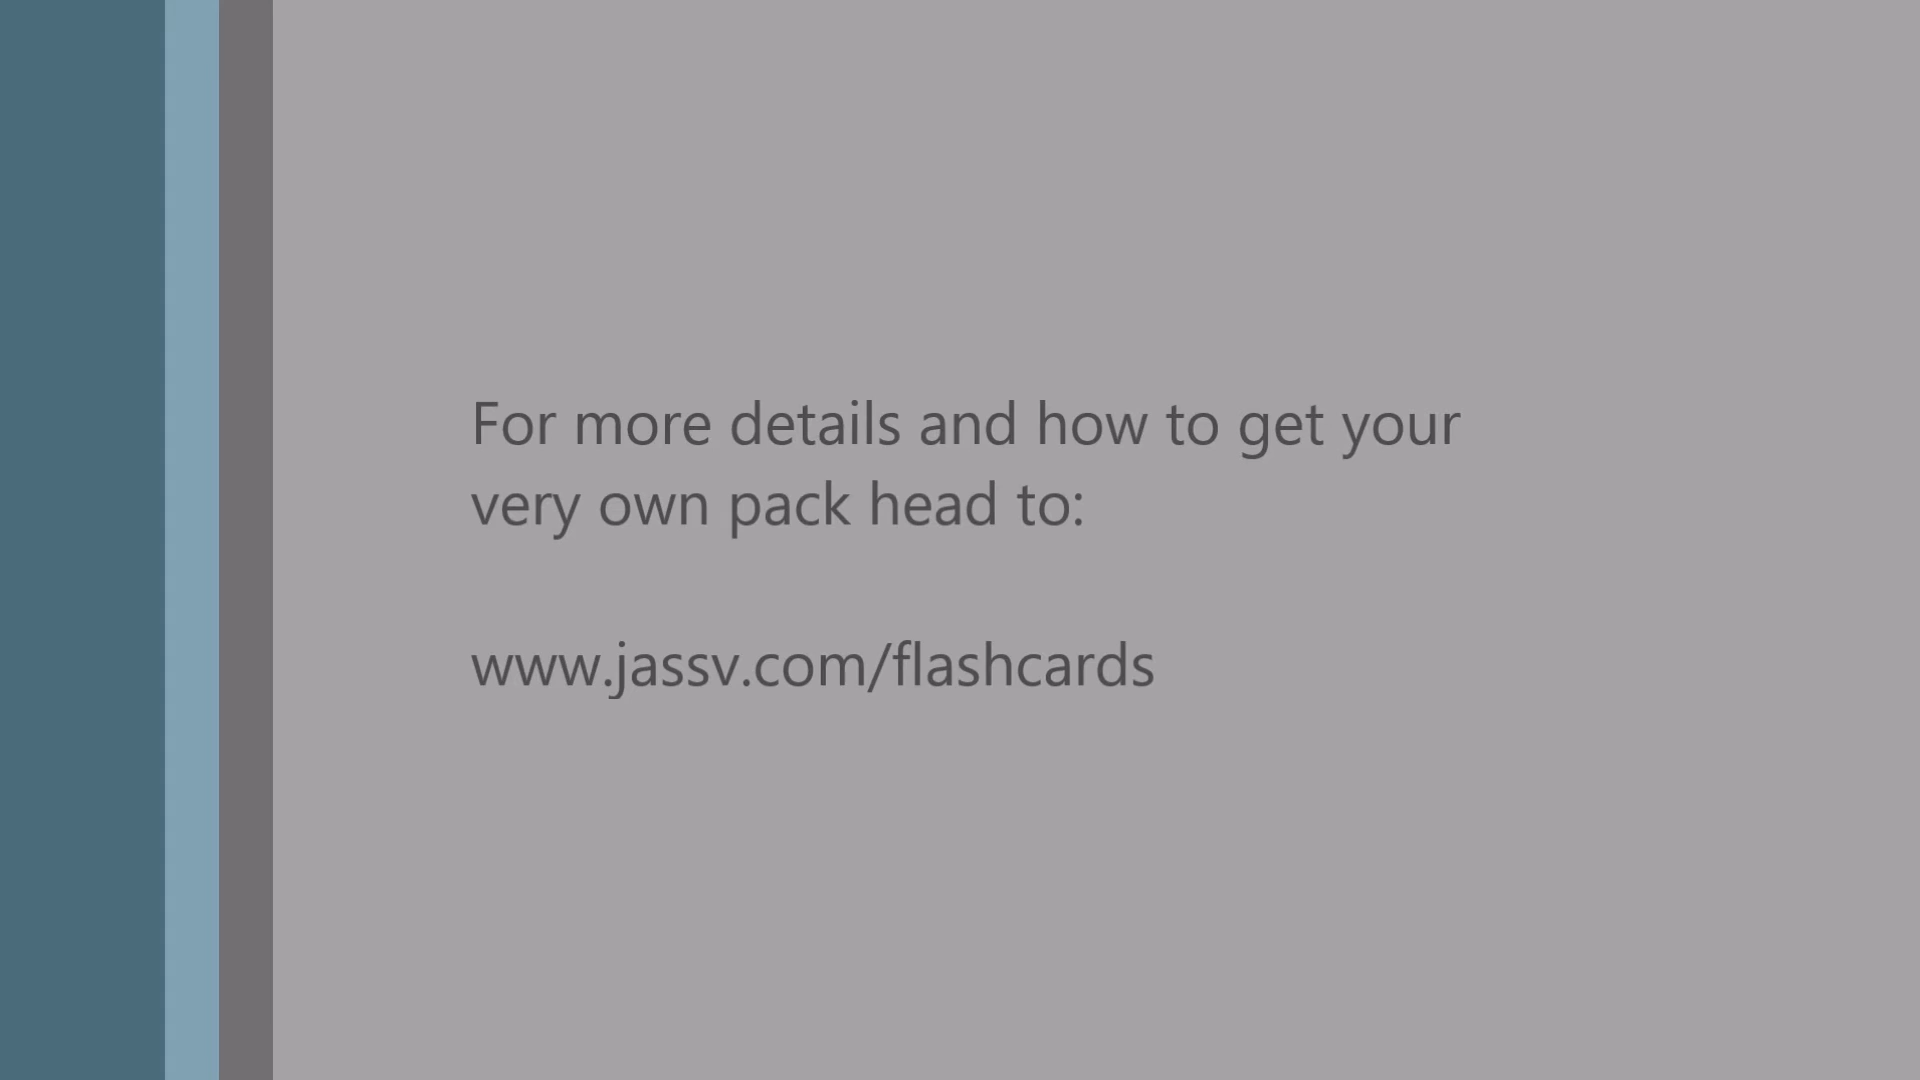 For more details and how to get your
very own pack head to:
www.jassv.com/flashcards